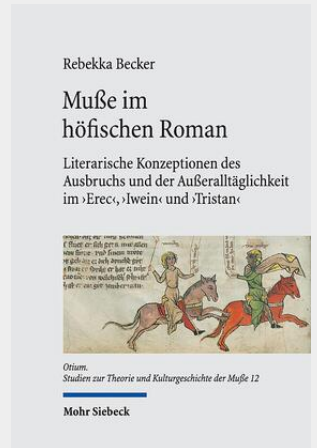 Rebekka Becker
Muße im
höfischen Roman
Literarische Konzeptionen des
Ausbruchs und der Außeralltäglichkeit
im ›Erec‹, ›Iwein‹ und ›Tristan‹
Otium.
Studien zur Theorie und Kulturgeschichte der Muße 12
Mohr Siebeck